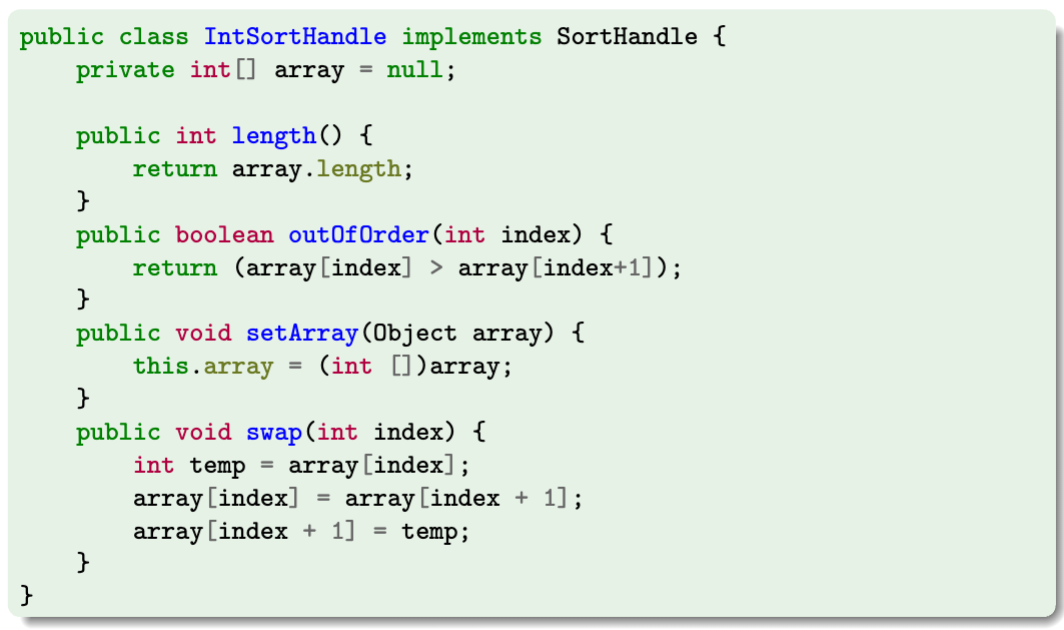 public class IntSortHandle implements SortHandle {
    private int[] array = null;

    public int length() {
        return array.length;
    }
    public boolean outOfOrder(int index) {
        return (array[index] > array[index+1]);
    }
    public void setArray(Object array) {
        this.array = (int [])array;
    }
    public void swap(int index) {
        int temp = array[index];
        array[index] = array[index + 1];
        array[index + 1] = temp;
    }
}